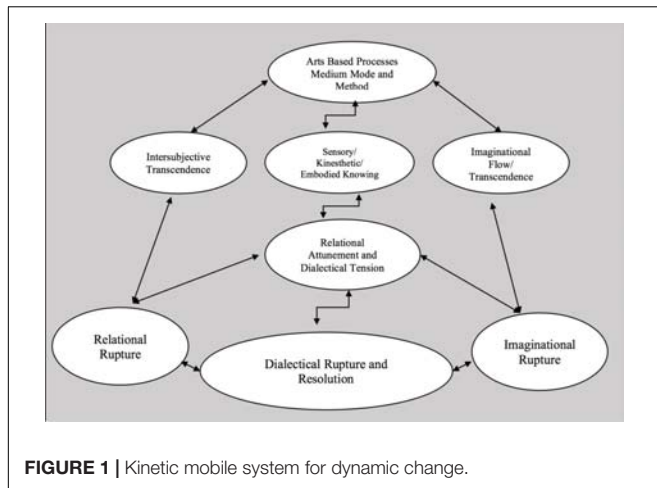 Arts Based Processes
Medium Mode and
Method
Intersubjective
Transcendence
Sensory/
Kinesthetic/
Embodied Knowing
Imaginational
Flow/
Transcendence
Relational
Attunement and
Dialectical Tension
Relational
Rupture
Dialectical Rupture and
Resolution
Imaginational
Rupture
FIGURE 1 | Kinetic mobile system for dynamic change.